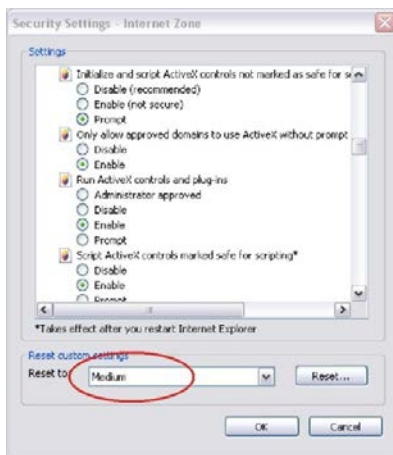 Security Settings - Internet Zone
Settings
Initialize and script ActiveX controls not marked as safe for s
Disable (recommended)
Enable (not secure)
Prompt
Only allow approved domains to use ActiveX without prompt
Disable
Enable
Run ActiveX controls and plug-ins
Administrator approved
Disable
Enable
Prompt
Script ActiveX controls marked safe for scripting*
Disable
Enable
Prompt
*Takes effect after you restart Internet Explorer
Reset custom settings
Reset to: Medium Reset...
OK Cancel